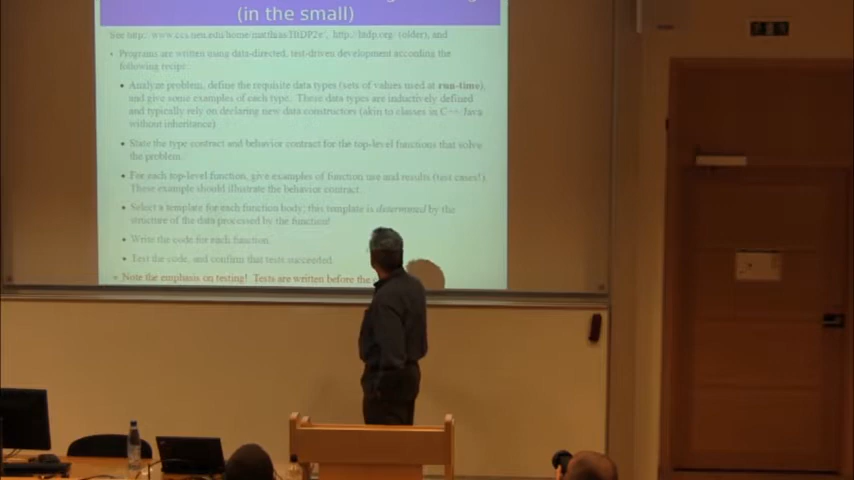 (in the small)
See http: www.ccs.neu.edu/home/matthias/HtDP2e/, http://htdp.org/ (older), and
• Programs are written using data-directed, test-driven development according the
following recipe:
• Analyze problem, define the requisite data types (sets of values used at run-time),
and give some examples of each type. These data types are inductively defined
and typically rely on declaring new data constructors (akin to classes in C++ Java
without inheritance)
• State the type contract and behavior contract for the top-level functions that solve
the problem.
• For each top-level function, give examples of function use and results (test cases!).
These example should illustrate the behavior contract.
• Select a template for each function body; this template is determined by the
structure of the data processed by the function!
• Write the code for each function.
• Test the code, and confirm that tests succeeded.
• Note the emphasis on testing! Tests are written before the